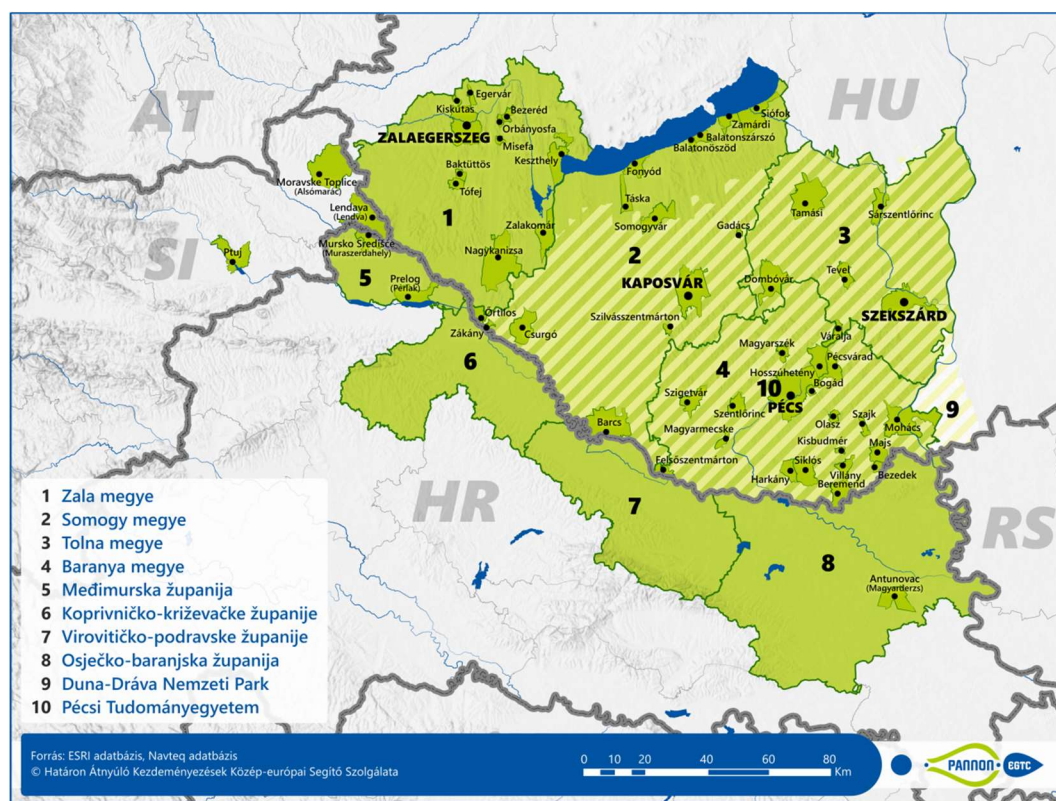 AT
HU
SI
HR
RS
Egervár
Kiskutas
Bezeréd
Orbányosfa
ZALAEGERSZEG
Misefa
Keszthely
Baktüttös
Tófej
1
Zalakomár
Nagykanizsa
Siófok
Zamárdi
Balatonszárszó
Balatonöszöd
Fonyód
Táska
Somogyvár
Gadács
2
KAPOSVÁR
Szilvásszentmárton
Tamási
Sárszentlőrinc
3
Tevel
Dombóvár
SZEKSZÁRD
Moravske Toplice
(Alsómarác)
Lendava
(Lendva)
Mursko Središće
(Muraszerdahely)
Ptuj
5
Prelog
(Perlak)
Őrtilos
Zákány
Csurgó
6
Váralja
Magyarszék
Pécsvárad
Hosszúhetény
4
10
Bogád
PÉCS
Szigetvár
Szentlőrinc
Olasz
Szajk
Mohács
9
Barcs
Magyarmecske
Kisbudmér
Majs
Felsőszentmárton
Siklós
Harkány
Villány
Bezedek
Beremend
7
8
Antunovac
(Magyarderzs)
1 Zala megye
2 Somogy megye
3 Tolna megye
4 Baranya megye
5 Međimurska županija
6 Koprivničko-križevačke županije
7 Virovitičko-podravske županije
8 Osječko-baranjska županija
9 Duna-Dráva Nemzeti Park
10 Pécsi Tudományegyetem
Forrás: ESRI adatbázis, Navteq adatbázis
© Határon Átnyúló Kezdeményezések Közép-európai Segítő Szolgálata
0 10 20 40 60 80
Km
PANNON EGTC